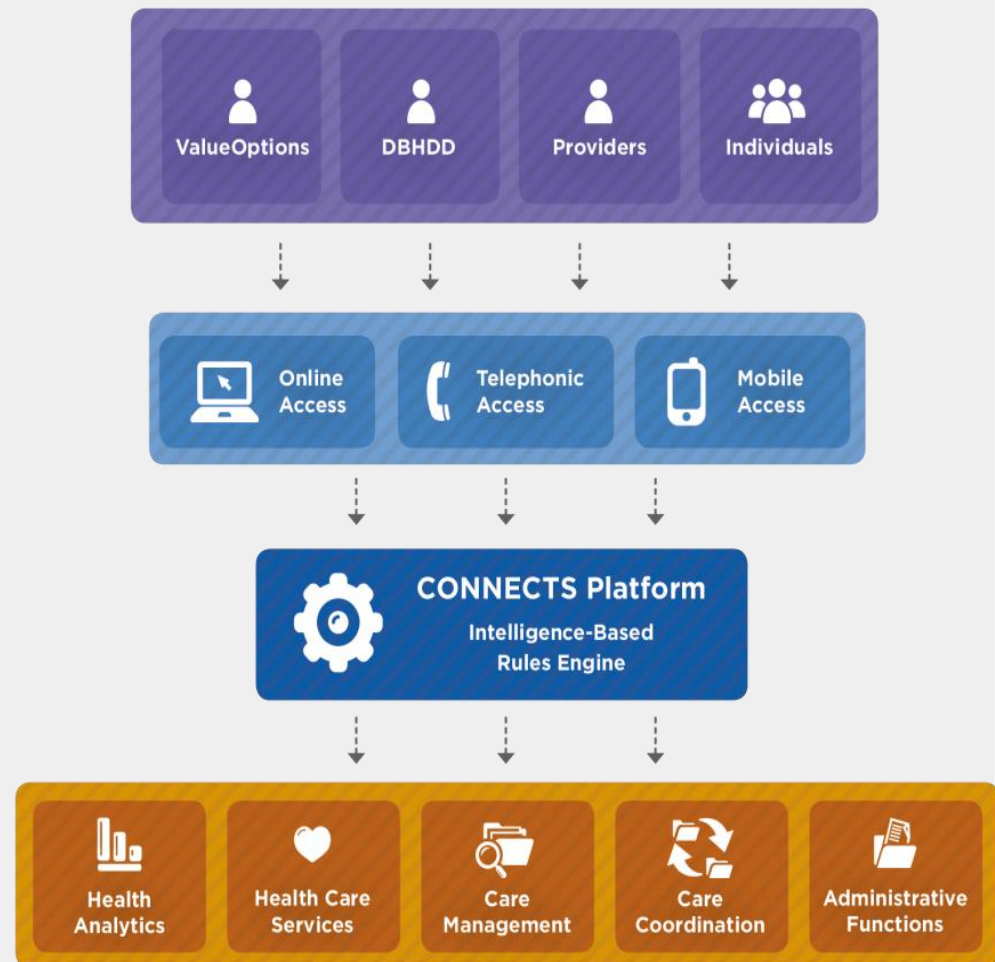 ValueOptions
DBHDD
Providers
Individuals
Online
Access
Telephonic
Access
Mobile
Access
CONNECTS Platform
Intelligence-Based
Rules Engine
Health
Analytics
Health Care
Services
Care
Management
Care
Coordination
Administrative
Functions